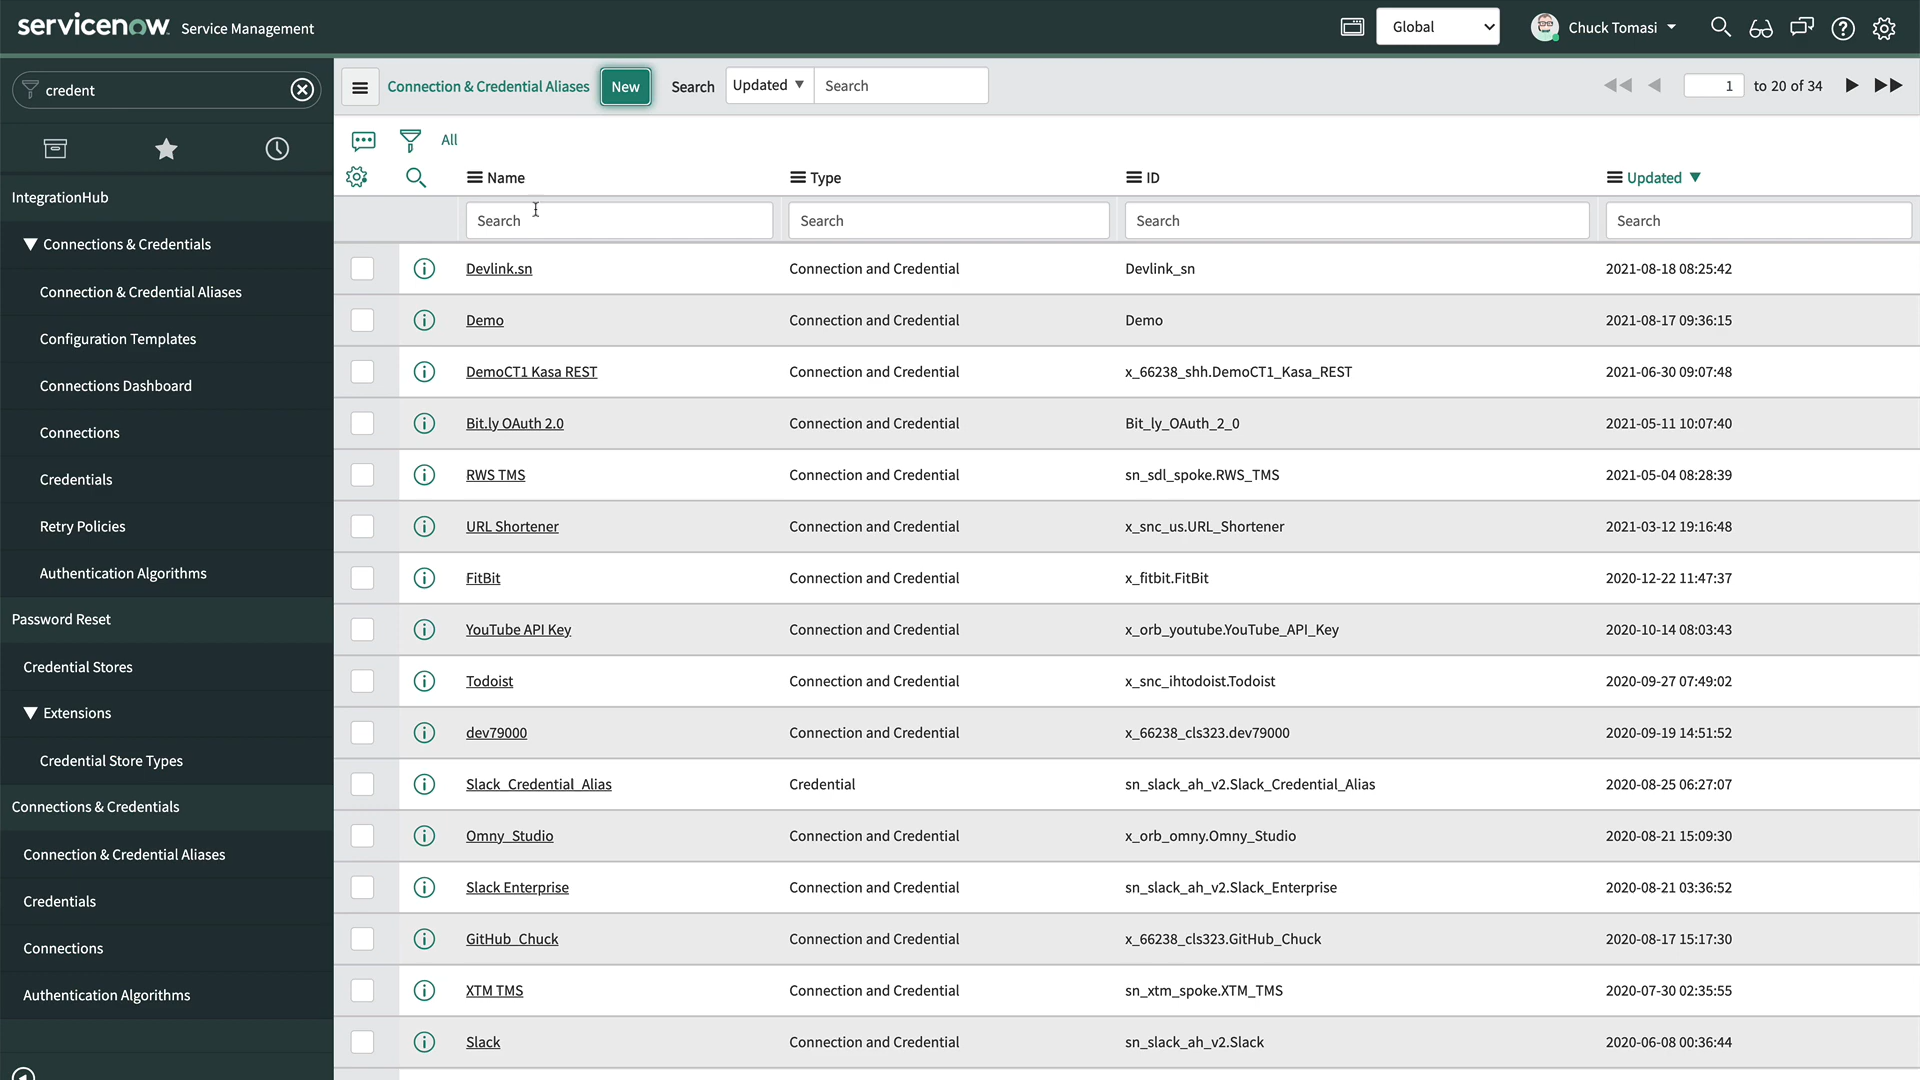 servicenow Service Management
Global
Chuck Tomasi
credent
IntegrationHub
Connections & Credentials
Connection & Credential Aliases
Configuration Templates
Connections Dashboard
Connections
Credentials
Retry Policies
Authentication Algorithms
Password Reset
Credential Stores
Extensions
Credential Store Types
Connections & Credentials
Connection & Credential Aliases
Credentials
Connections
Authentication Algorithms
Connection & Credential Aliases New Search Updated Search 1 to 20 of 34
All
Name Type ID Updated
Search Search Search Search
Devlink.sn Connection and Credential Devlink_sn 2021-08-18 08:25:42
Demo Connection and Credential Demo 2021-08-17 09:36:15
DemoCT1 Kasa REST Connection and Credential x_66238_shh.DemoCT1_Kasa_REST 2021-06-30 09:07:48
Bit.ly OAuth 2.0 Connection and Credential Bit_ly_OAuth_2_0 2021-05-11 10:07:40
RWS TMS Connection and Credential sn_sdl_spoke.RWS_TMS 2021-05-04 08:28:39
URL Shortener Connection and Credential x_snc_us.URL_Shortener 2021-03-12 19:16:48
FitBit Connection and Credential x_fitbit.FitBit 2020-12-22 11:47:37
YouTube API Key Connection and Credential x_orb_youtube.YouTube_API_Key 2020-10-14 08:03:43
Todoist Connection and Credential x_snc_ihtodoist.Todoist 2020-09-27 07:49:02
dev79000 Connection and Credential x_66238_cls323.dev79000 2020-09-19 14:51:52
Slack_Credential_Alias Credential sn_slack_ah_v2.Slack_Credential_Alias 2020-08-25 06:27:07
Omny_Studio Connection and Credential x_orb_omny.Omny_Studio 2020-08-21 15:09:30
Slack Enterprise Connection and Credential sn_slack_ah_v2.Slack_Enterprise 2020-08-21 03:36:52
GitHub_Chuck Connection and Credential x_66238_cls323.GitHub_Chuck 2020-08-17 15:17:30
XTM TMS Connection and Credential sn_xtm_spoke.XTM_TMS 2020-07-30 02:35:55
Slack Connection and Credential sn_slack_ah_v2.Slack 2020-06-08 00:36:44